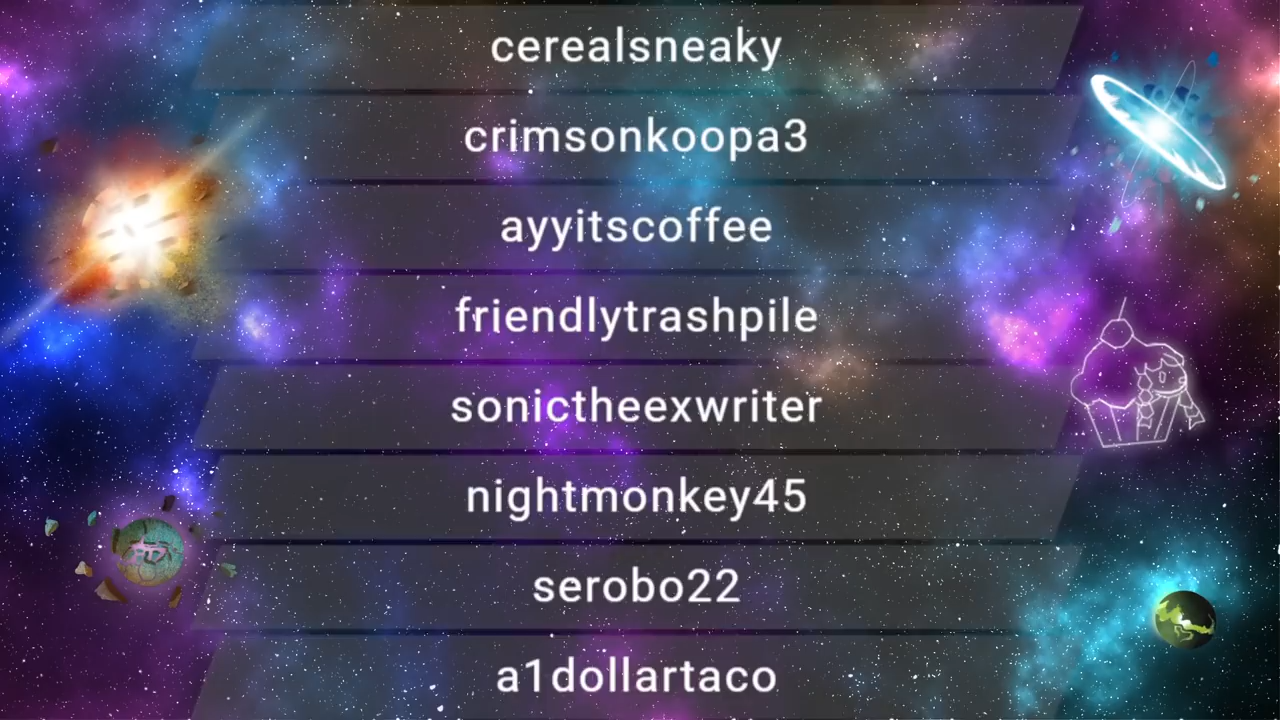 cerealsneaky
crimsonkoopa3
ayyitscoffee
friendlytrashpile
sonictheexwriter
nightmonkey45
serobo22
a1dollartaco